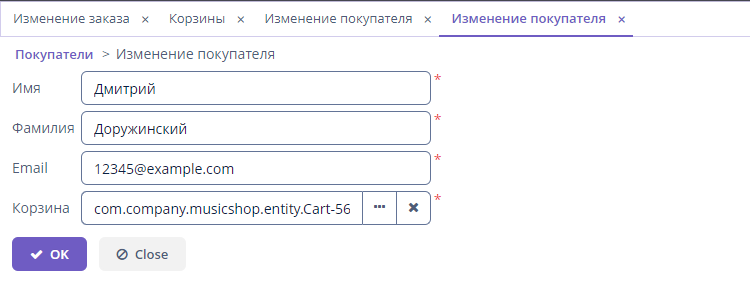 Изменение заказа × Корзины × Изменение покупателя × Изменение покупателя ×
Покупатели > Изменение покупателя
Имя Дмитрий *
Фамилия Доружинский *
Email 12345@example.com *
Корзина com.company.musicshop.entity.Cart-56 ··· ✖ *
OK Close